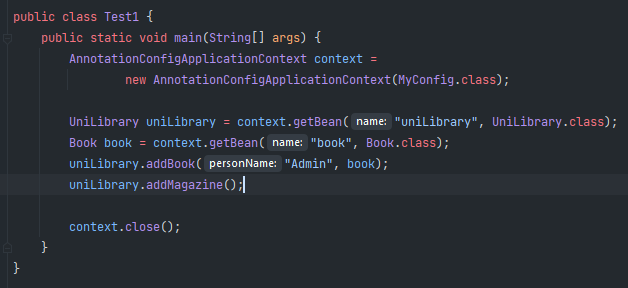 public class Test1 {
public static void main(String[] args) {
AnnotationConfigApplicationContext context =
new AnnotationConfigApplicationContext(MyConfig.class);
UniLibrary uniLibrary = context.getBean( name: "uniLibrary", UniLibrary.class);
Book book = context.getBean( name: "book", Book.class);
uniLibrary.addBook( personName: "Admin", book);
uniLibrary.addMagazine();
context.close();
}
}